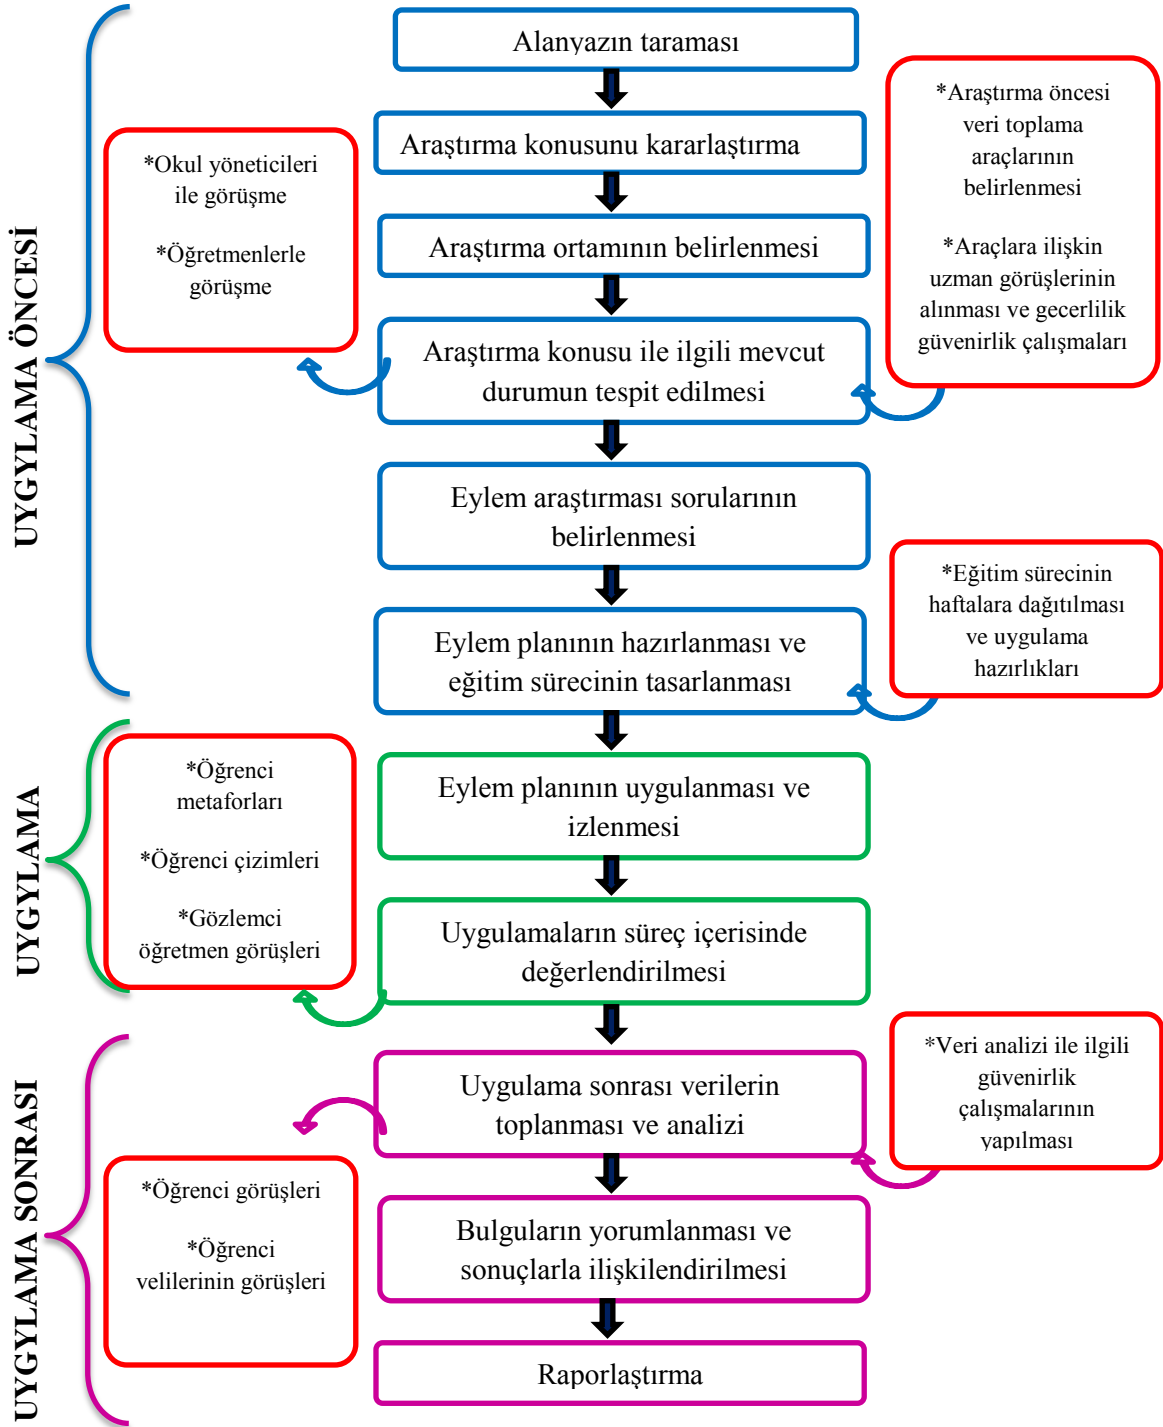 UYGYLAMA ÖNCESİ
Alanyazın taraması
Araştırma konusunu kararlaştırma
*Okul yöneticileri
ile görüşme
*Öğretmenlerle
görüşme
*Araştırma öncesi
veri toplama
araçlarının
belirlenmesi
*Araçlara ilişkin
uzman görüşlerinin
alınması ve gecerlilik
güvenirlik çalışmaları
Araştırma ortamının belirlenmesi
Araştırma konusu ile ilgili mevcut
durumun tespit edilmesi
Eylem araştırması sorularının
belirlenmesi
Eylem planının hazırlanması ve
eğitim sürecinin tasarlanması
*Eğitim sürecinin
haftalara dağıtılması
ve uygulama
hazırlıkları
UYGYLAMA
*Öğrenci
metaforları
*Öğrenci çizimleri
*Gözlemci
öğretmen görüşleri
Eylem planının uygulanması ve
izlenmesi
Uygulamaların süreç içerisinde
değerlendirilmesi
UYGYLAMA SONRASI
Uygulama sonrası verilerin
toplanması ve analizi
*Veri analizi ile ilgili
güvenirlik
çalışmalarının
yapılması
*Öğrenci görüşleri
*Öğrenci
velilerinin görüşleri
Bulguların yorumlanması ve
sonuçlarla ilişkilendirilmesi
Raporlaştırma